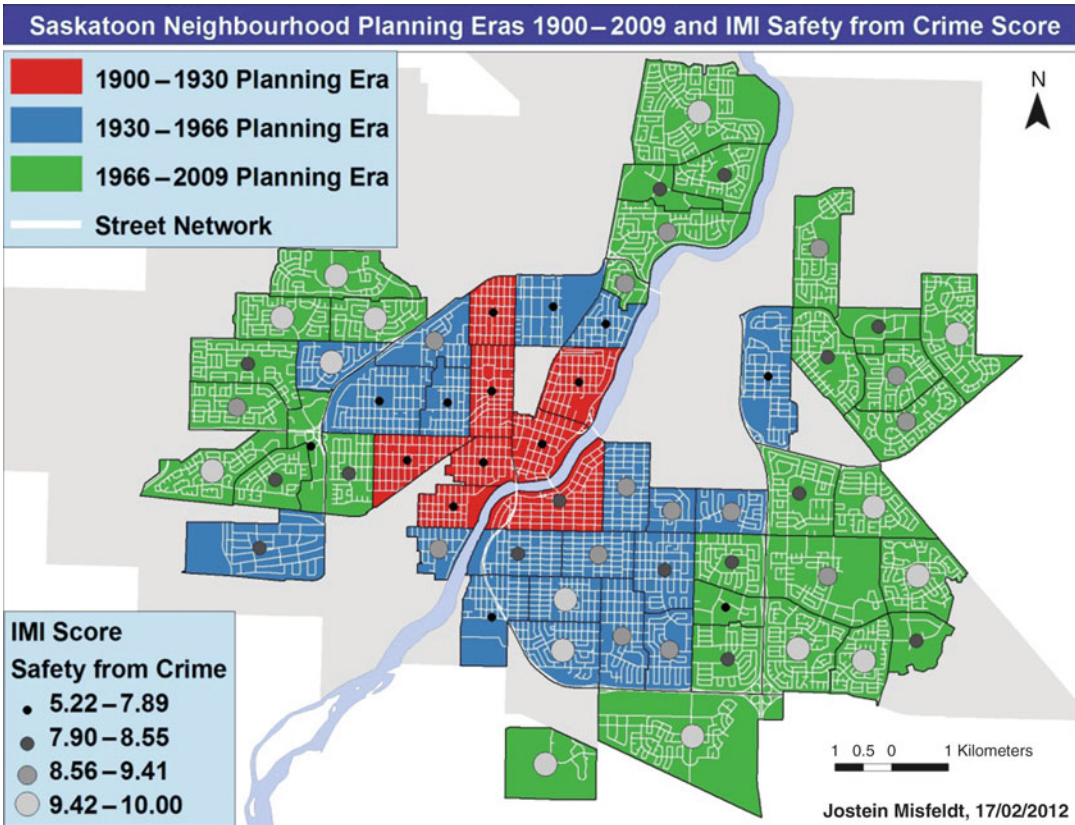 Saskatoon Neighbourhood Planning Eras 1900–2009 and IMI Safety from Crime Score
1900–1930 Planning Era
1930–1966 Planning Era
1966–2009 Planning Era
Street Network
N
IMI Score
Safety from Crime
5.22–7.89
7.90–8.55
8.56–9.41
9.42–10.00
1 0.5 0 1 Kilometers
Jostein Misfeldt, 17/02/2012